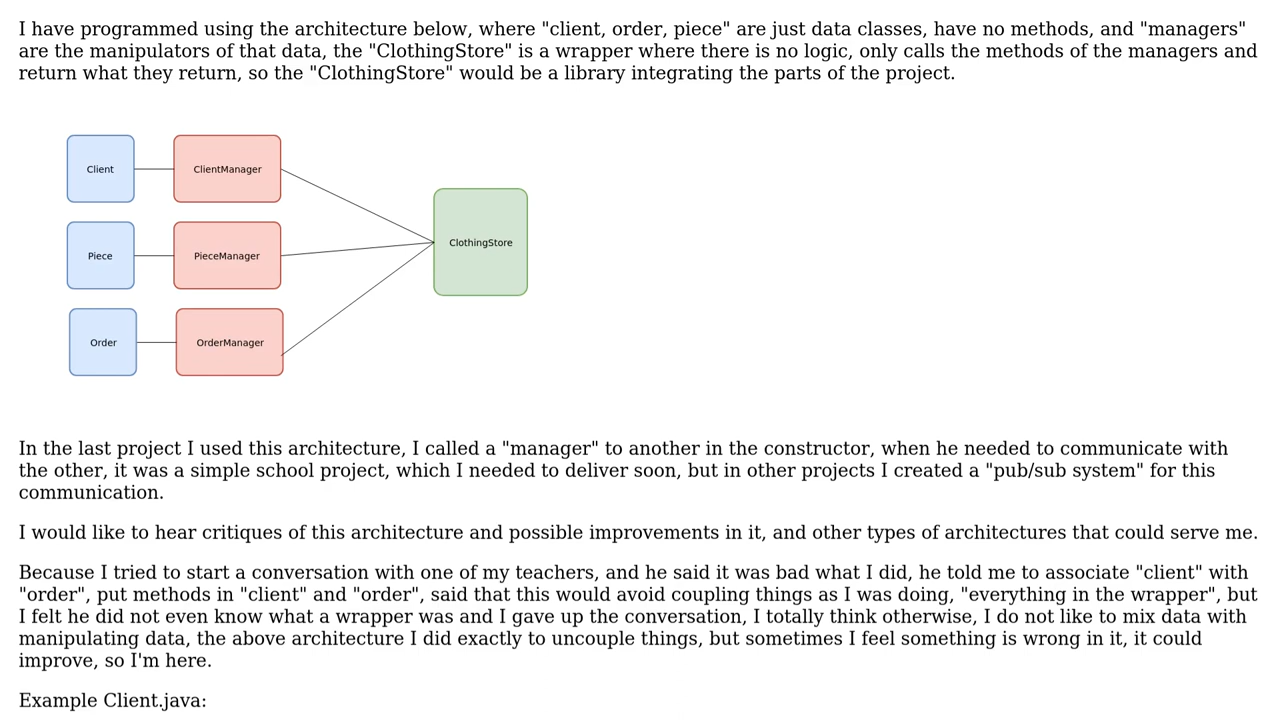 I have programmed using the architecture below, where "client, order, piece" are just data classes, have no methods, and "managers"
are the manipulators of that data, the "ClothingStore" is a wrapper where there is no logic, only calls the methods of the managers and
return what they return, so the "ClothingStore" would be a library integrating the parts of the project.
Client
ClientManager
Piece
PieceManager
ClothingStore
Order
OrderManager
In the last project I used this architecture, I called a "manager" to another in the constructor, when he needed to communicate with
the other, it was a simple school project, which I needed to deliver soon, but in other projects I created a "pub/sub system" for this
communication.
I would like to hear critiques of this architecture and possible improvements in it, and other types of architectures that could serve me.
Because I tried to start a conversation with one of my teachers, and he said it was bad what I did, he told me to associate "client" with
"order", put methods in "client" and "order", said that this would avoid coupling things as I was doing, "everything in the wrapper", but
I felt he did not even know what a wrapper was and I gave up the conversation, I totally think otherwise, I do not like to mix data with
manipulating data, the above architecture I did exactly to uncouple things, but sometimes I feel something is wrong in it, it could
improve, so I'm here.
Example Client.java: